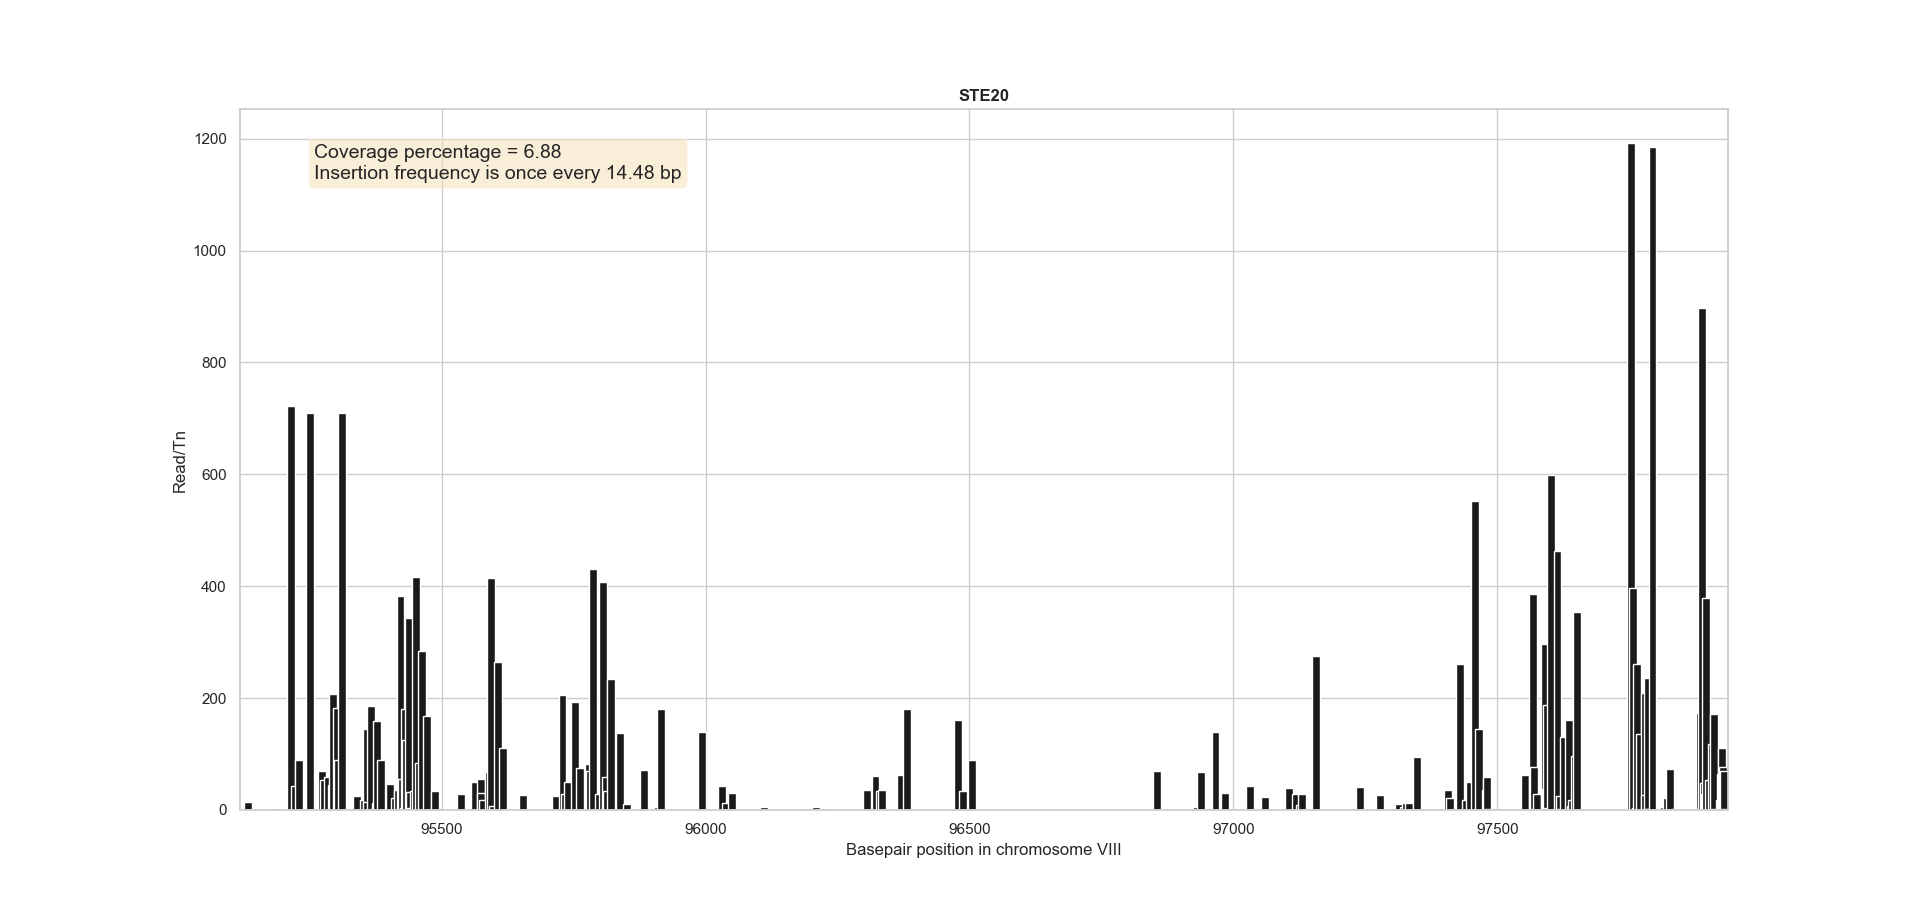 STE20
Coverage percentage = 6.88
Insertion frequency is once every 14.48 bp
1200
1000
800
600
400
200
0
Read/Tn
95500 96000 96500 97000 97500
Basepair position in chromosome VIII